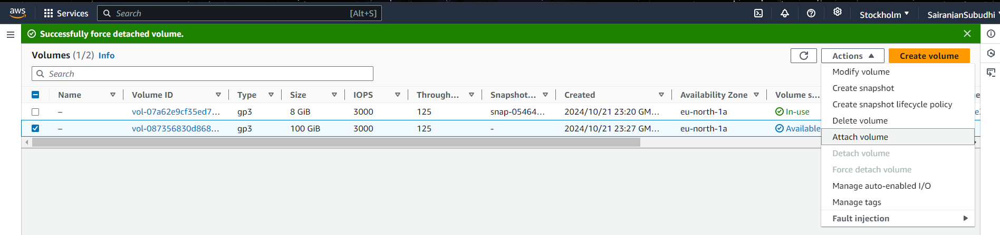 aws Services Search [Alt+S] Stockholm SairanjanSubudhi
Successfully force detached volume.
Volumes (1/2) Info Actions Create volume
Search
Name Volume ID Type Size IOPS Through... Snapshot... Created Availability Zone Volume s...
– vol-07a62e9cf35ed7... gp3 8 GiB 3000 125 snap-05464... 2024/10/21 23:20 GM... eu-north-1a In-use
– vol-087356830d868... gp3 100 GiB 3000 125 - 2024/10/21 23:27 GM... eu-north-1a Available
Modify volume
Create snapshot
Create snapshot lifecycle policy
Delete volume
Attach volume
Detach volume
Force detach volume
Manage auto-enabled I/O
Manage tags
Fault injection